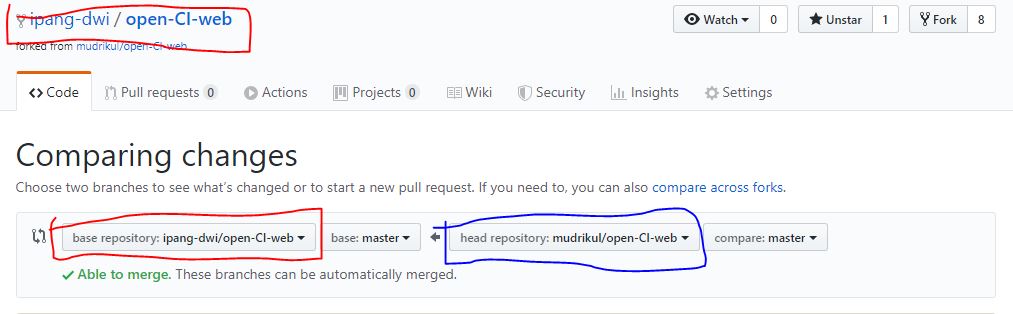 ipang-dwi / open-CI-web
Watch 0 Unstar 1 Fork 8
forked from mudrikul/open-CI-web
Code Pull requests 0 Actions Projects 0 Wiki Security Insights Settings
Comparing changes
Choose two branches to see what's changed or to start a new pull request. If you need to, you can also compare across forks.
base repository: ipang-dwi/open-CI-web base: master head repository: mudrikul/open-CI-web compare: master
Able to merge. These branches can be automatically merged.